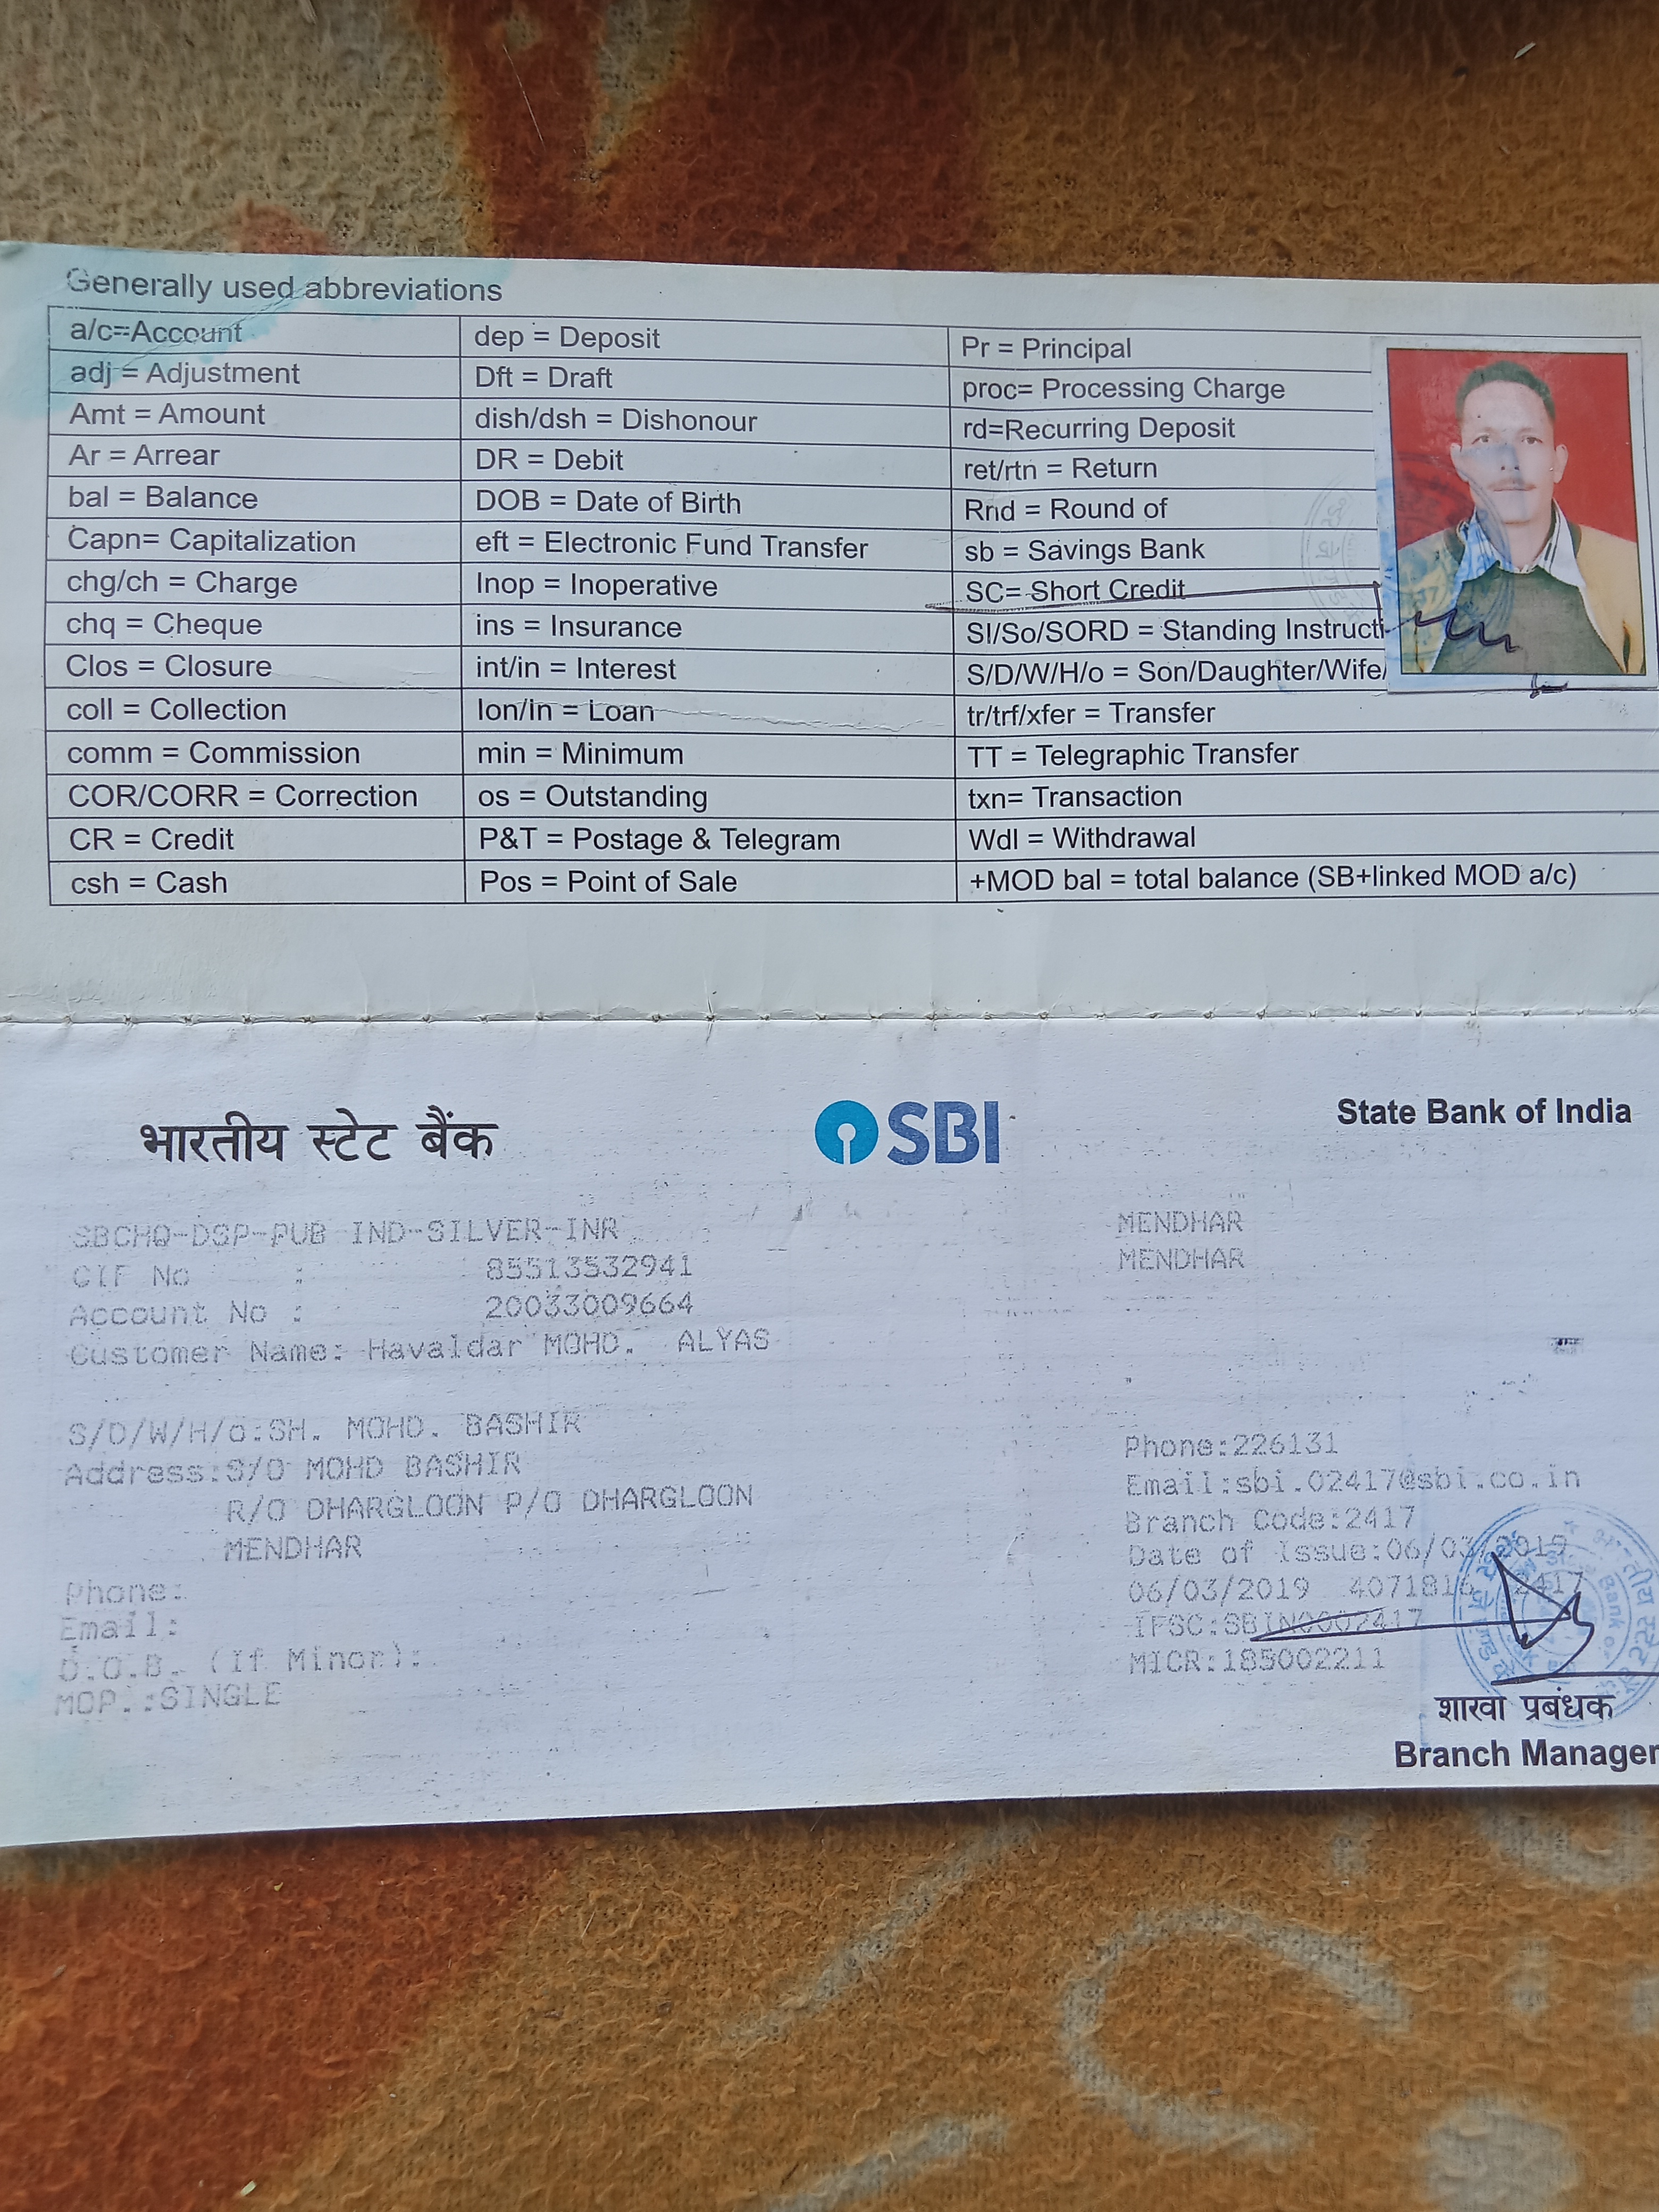 Generally used abbreviations
a/c=Account dep = Deposit Pr = Principal
adj = Adjustment Dft = Draft proc= Processing Charge
Amt = Amount dish/dsh = Dishonour rd=Recurring Deposit
Ar = Arrear DR = Debit ret/rtn = Return
bal = Balance DOB = Date of Birth Rnd = Round of
Capn= Capitalization eft = Electronic Fund Transfer sb = Savings Bank
chg/ch = Charge Inop = Inoperative SC= Short Credit
chq = Cheque ins = Insurance SI/So/SORD = Standing Instructi
Clos = Closure int/in = Interest S/D/W/H/o = Son/Daughter/Wife/
coll = Collection lon/ln = Loan tr/trf/xfer = Transfer
comm = Commission min = Minimum TT = Telegraphic Transfer
COR/CORR = Correction os = Outstanding txn= Transaction
CR = Credit P&T = Postage & Telegram Wdl = Withdrawal
csh = Cash Pos = Point of Sale +MOD bal = total balance (SB+linked MOD a/c)
भारतीय स्टेट बैंक SBI State Bank of India
SBCHQ-DSP-PUB IND-SILVER-INR MENDHAR
CIF No : 85513532941 MENDHAR
Account No : 20033009664
Customer Name: Havaldar MOHD. ALYAS
S/D/W/H/o:SH. MOHD. BASHIR Phone:226131
Address:S/O MOHD BASHIR Email:sbi.02417@sbi.co.in
R/O DHARGLOON P/O DHARGLOON Branch Code:2417
MENDHAR Date of Issue:06/03/2019
Phone: 06/03/2019 4071816 2417
Email: IFSC:SBIN0002417
D.O.B. (If Minor): MICR:185002211
MOP.:SINGLE
शाखा प्रबंधक
Branch Manager